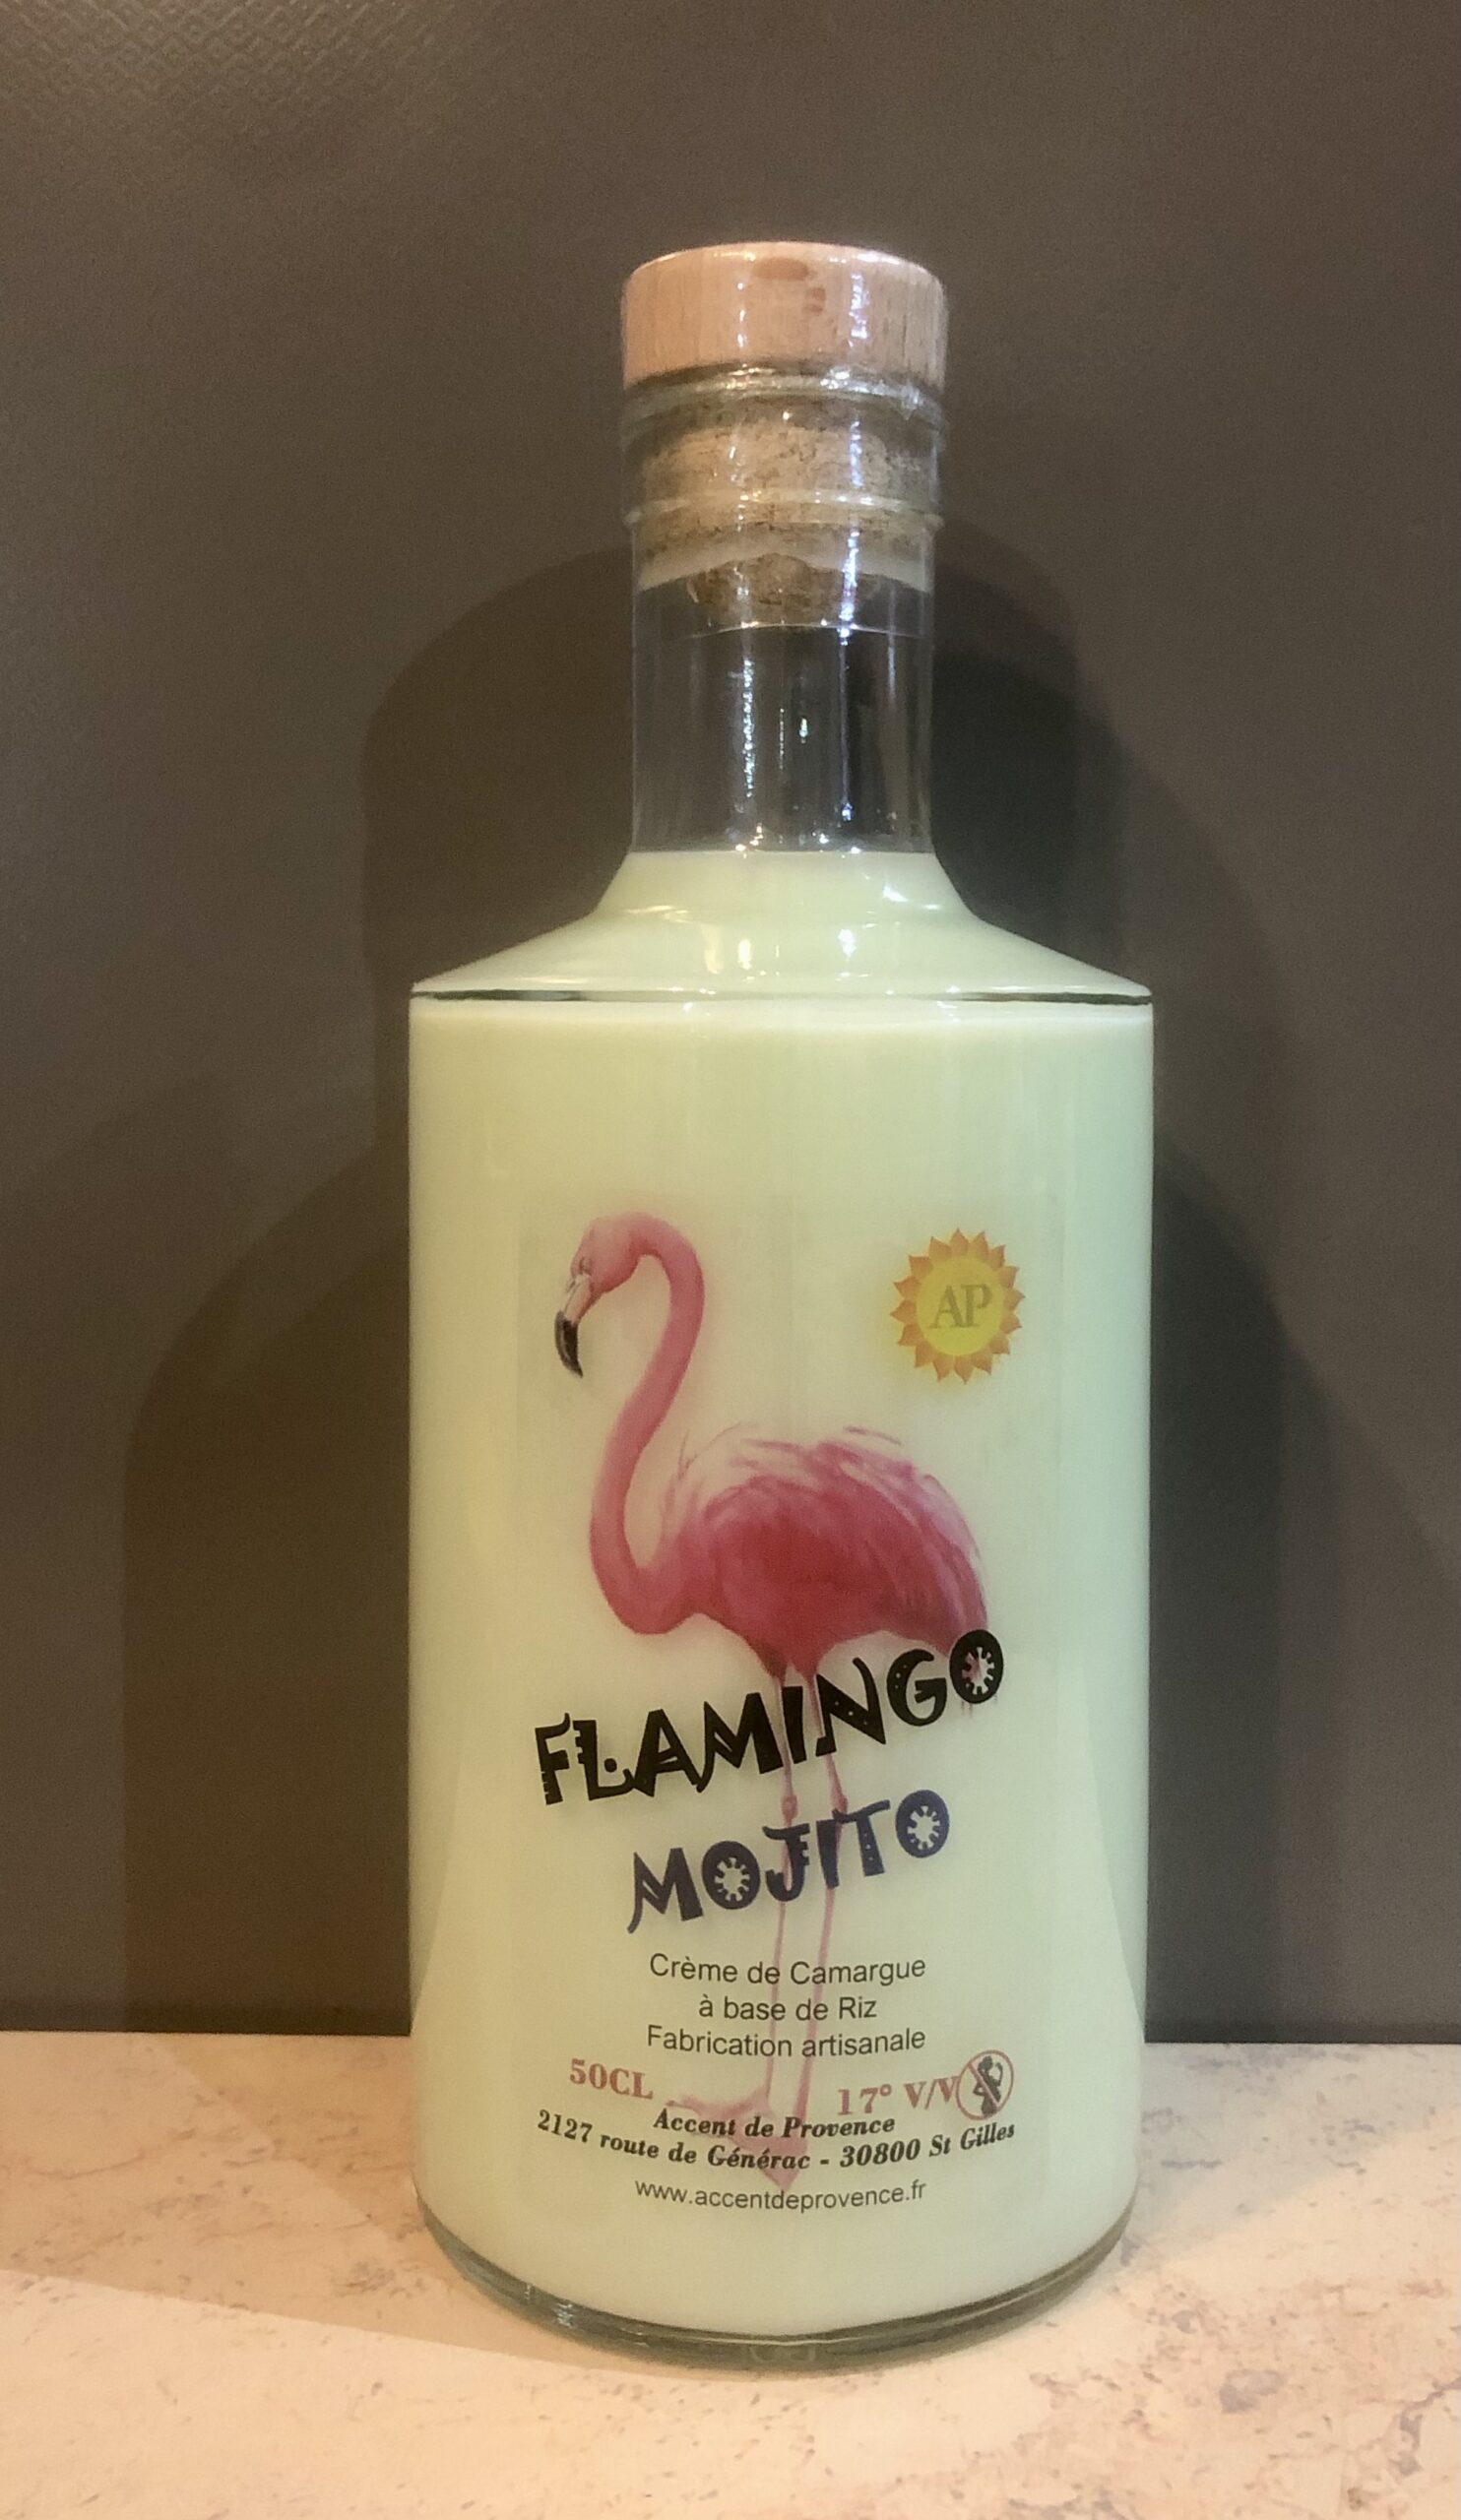 AP
FLAMINGO
MOJITO
Crème de Camargue
à base de Riz
Fabrication artisanale
50CL 17° V/V
Accent de Provence
2127 route de Générac - 30800 St Gilles
www.accentdeprovence.fr